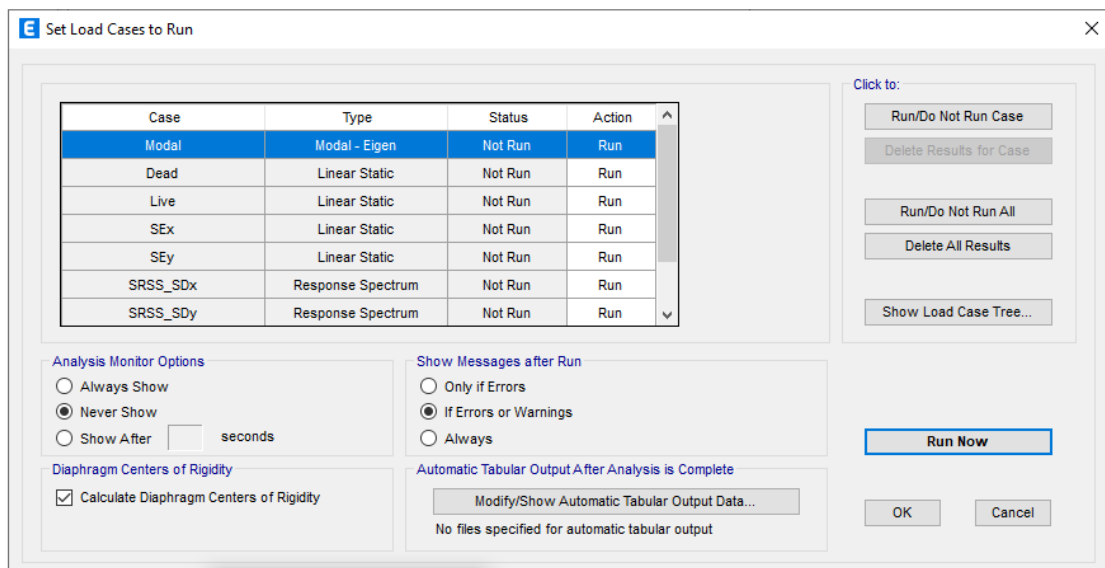 E Set Load Cases to Run
Click to:
Case Type Status Action
Modal Modal - Eigen Not Run Run
Dead Linear Static Not Run Run
Live Linear Static Not Run Run
SEx Linear Static Not Run Run
SEy Linear Static Not Run Run
SRSS_SDx Response Spectrum Not Run Run
SRSS_SDy Response Spectrum Not Run Run
Run/Do Not Run Case
Delete Results for Case
Run/Do Not Run All
Delete All Results
Show Load Case Tree...
Analysis Monitor Options
Always Show
Never Show
Show After seconds
Show Messages after Run
Only if Errors
If Errors or Warnings
Always
Run Now
Diaphragm Centers of Rigidity
Calculate Diaphragm Centers of Rigidity
Automatic Tabular Output After Analysis is Complete
Modify/Show Automatic Tabular Output Data...
No files specified for automatic tabular output
OK Cancel